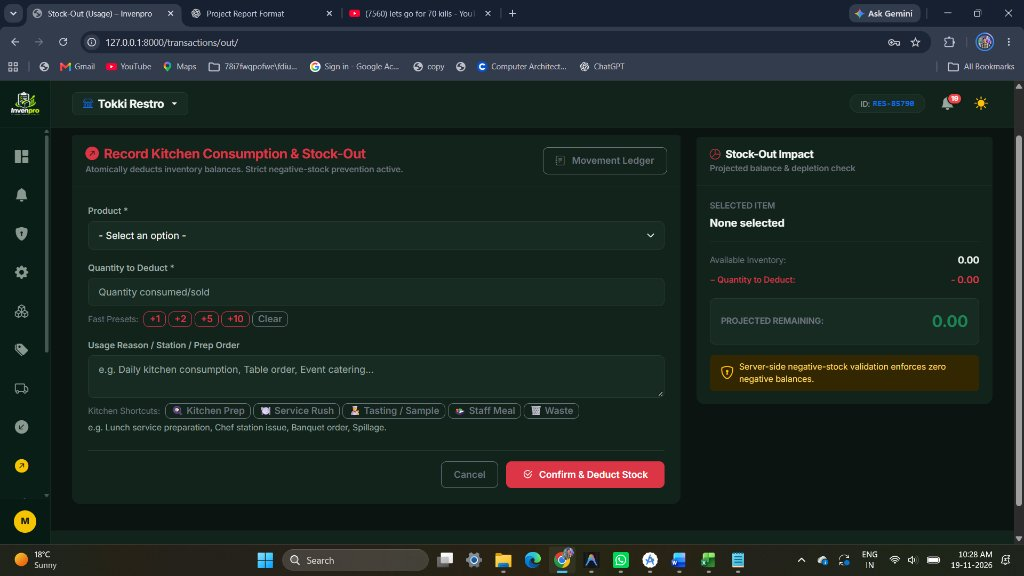 Stock-Out (Usage) – Invenpro
Project Report Format
(7560) lets go for 70 kills - You
Ask Gemini
127.0.0.1:8000/transactions/out/
Gmail
YouTube
Maps
78i7fwqpofwe\fdiu...
Sign in - Google Ac...
copy
Computer Architect...
ChatGPT
All Bookmarks
Invenpro
Tokki Restro
ID: RES-8579B
19
Record Kitchen Consumption & Stock-Out
Atomically deducts inventory balances. Strict negative-stock prevention active.
Movement Ledger
Product *
- Select an option -
Quantity to Deduct *
Quantity consumed/sold
Fast Presets:
+1
+2
+5
+10
Clear
Usage Reason / Station / Prep Order
e.g. Daily kitchen consumption, Table order, Event catering...
Kitchen Shortcuts:
Kitchen Prep
Service Rush
Tasting / Sample
Staff Meal
Waste
e.g. Lunch service preparation, Chef station issue, Banquet order, Spillage.
Cancel
Confirm & Deduct Stock
Stock-Out Impact
Projected balance & depletion check
SELECTED ITEM
None selected
Available Inventory:
0.00
− Quantity to Deduct:
- 0.00
PROJECTED REMAINING:
0.00
Server-side negative-stock validation enforces zero
negative balances.
M
18°C
Sunny
Search
ENG
IN
10:28 AM
19-11-2026